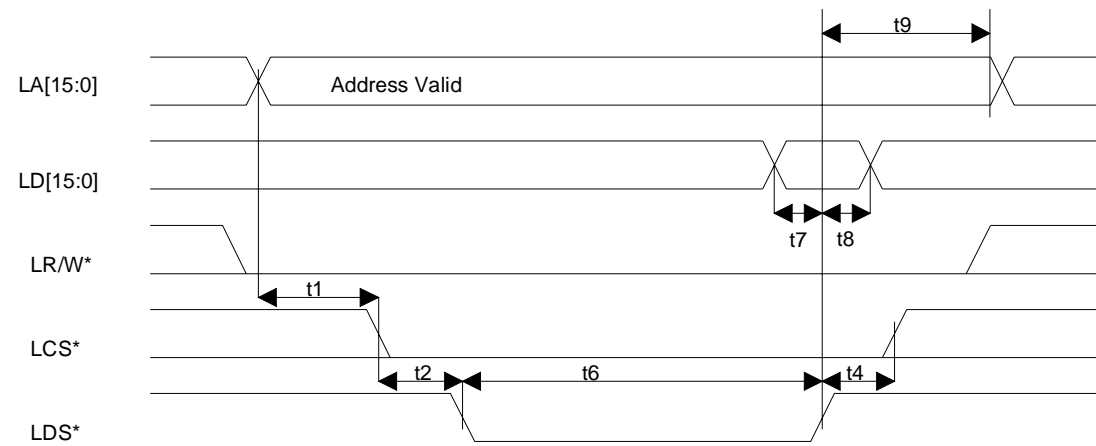 t9
LA[15:0]
Address Valid
LD[15:0]
t7
t8
LR/W*
t1
LCS*
t2
t6
t4
LDS*